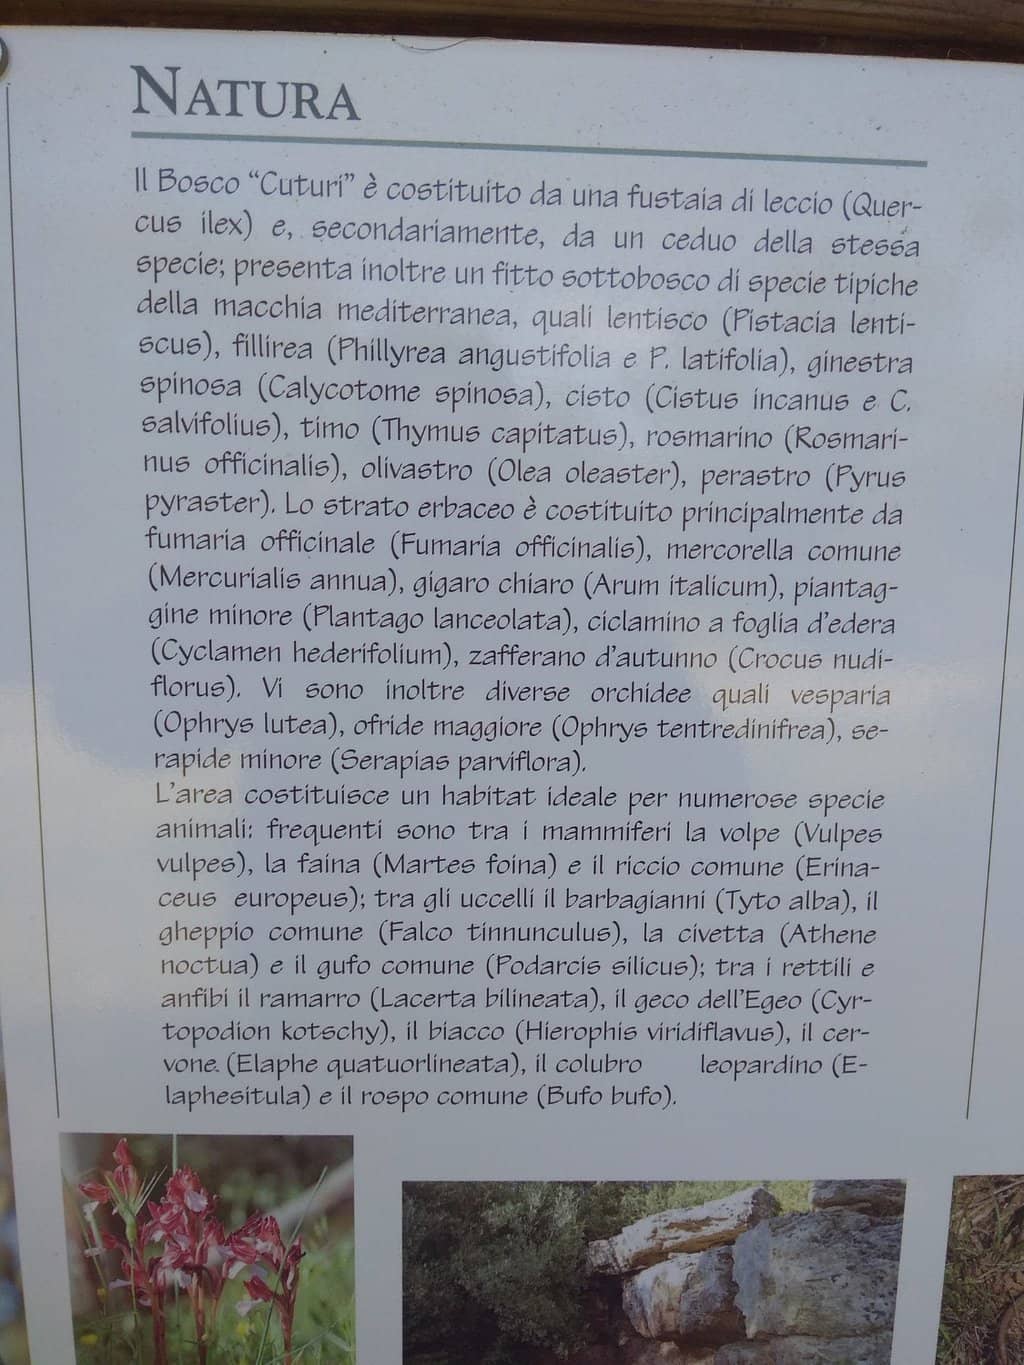 NATURA
Il Bosco “Cuturi” è costituito da una fustaia di leccio (Quer-
cus ilex) e, secondariamente, da un ceduo della stessa
specie; presenta inoltre un fitto sottobosco di specie tipiche
della macchia mediterranea, quali lentisco (Pistacia lenti-
scus), fillirea (Phillyrea angustifolia e P. latifolia), ginestra
spinosa (Calycotome spinosa), cisto (Cistus incanus e C.
salvifolius), timo (Thymus capitatus), rosmarino (Rosmari-
nus officinalis), olivastro (Olea oleaster), perastro (Pyrus
pyraster). Lo strato erbaceo è costituito principalmente da
fumaria officinale (Fumaria officinalis), mercorella comune
(Mercurialis annua), gigaro chiaro (Arum italicum), piantag-
gine minore (Plantago lanceolata), ciclamino a foglia d’edera
(Cyclamen hederifolium), zafferano d’autunno (Crocus nudi-
florus). Vi sono inoltre diverse orchidee quali vesparia
(Ophrys lutea), ofride maggiore (Ophrys tentredinifrea), se-
rapide minore (Serapias parviflora).
L’area costituisce un habitat ideale per numerose specie
animali: frequenti sono tra i mammiferi la volpe (Vulpes
vulpes), la faina (Martes foina) e il riccio comune (Erina-
ceus europeus); tra gli uccelli il barbagianni (Tyto alba), il
gheppio comune (Falco tinnunculus), la civetta (Athene
noctua) e il gufo comune (Podarcis silicus); tra i rettili e
anfibi il ramarro (Lacerta bilineata), il geco dell’Egeo (Cyr-
topodion kotschy), il biacco (Hierophis viridiflavus), il cer-
vone. (Elaphe quatuorlineata), il colubro leopardino (E-
laphesitula) e il rospo comune (Bufo bufo).